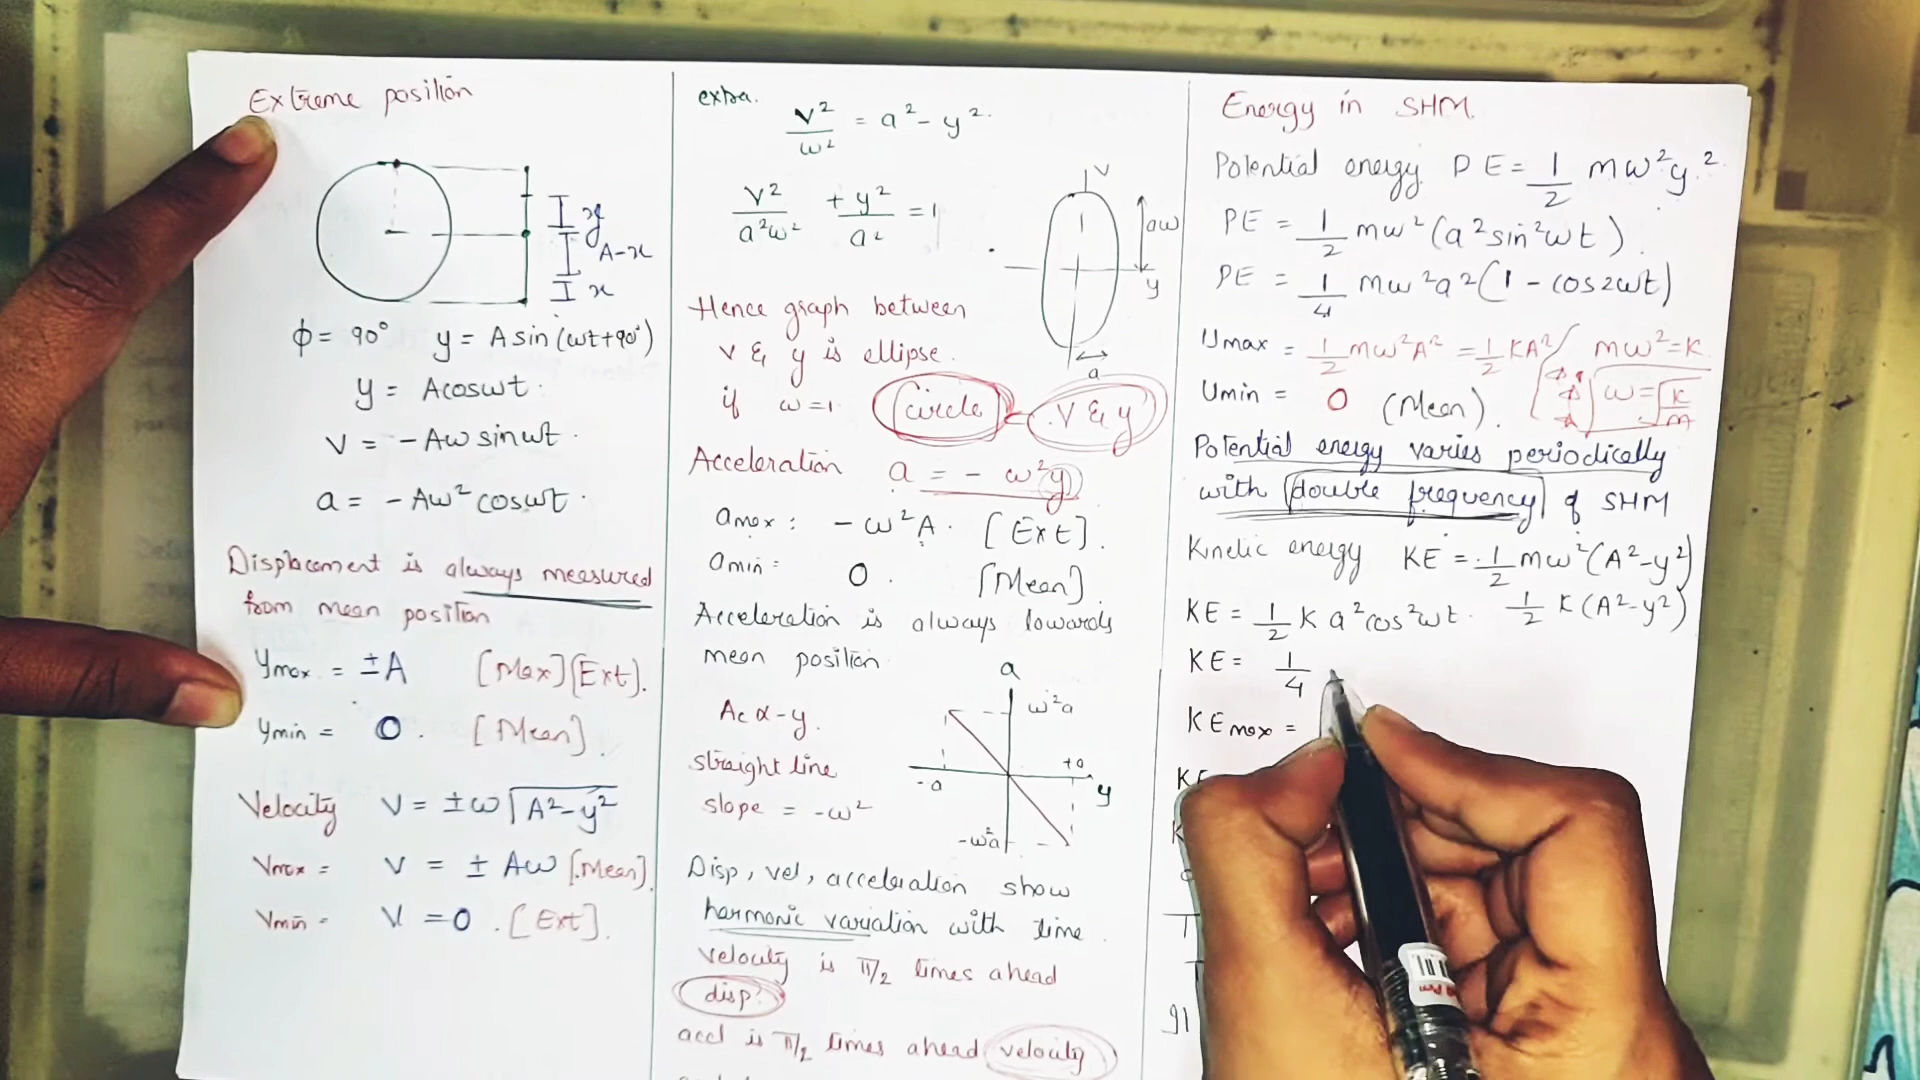 Extreme position
I y
I A-x
I x
φ = 90° y = A sin (ωt+90°)
y = A cosωt.
V = -Aω sinωt.
a = -Aω² cosωt.
Displacement is always measured
from mean position
ymax = ±A [Max] [Ext].
ymin = 0. [Mean].
Velocity V = ±ω√A²-y²
Vmax = V = ± Aω [Mean].
Vmin = V = 0. [Ext].
extra.
V²/ω² = a² - y².
V²/a²ω² + y²/a² = 1
V
aω
y
a
Hence graph between
V & y is ellipse.
if ω=1 circle - V & y
Acceleration a = - ω²y
amax: -ω²A. [Ext].
amin: 0. [Mean].
Acceleration is always towards
mean position
Ac α -y.
straight line
slope = -ω²
a
ω²a
-a +a
y
-ω²a
Disp, vel, acceleration show
harmonic variation with time.
velocity is π/2 times ahead
disp.
accl is π/2 times ahead velocity
Energy in SHM.
Potential energy PE = 1/2 mω²y².
PE = 1/2 mω² (a² sin²ωt).
PE = 1/4 mω²a² (1 - cos2ωt)
Umax = 1/2 mω²A² = 1/2 KA² mω²=K.
Umin = 0 (Mean). ω=√K/m
Potential energy varies periodically
with double frequency of SHM
Kinetic energy KE = 1/2 mω² (A²-y²)
KE = 1/2 K a² cos²ωt. 1/2 K (A²-y²)
KE = 1/4
KEmax =